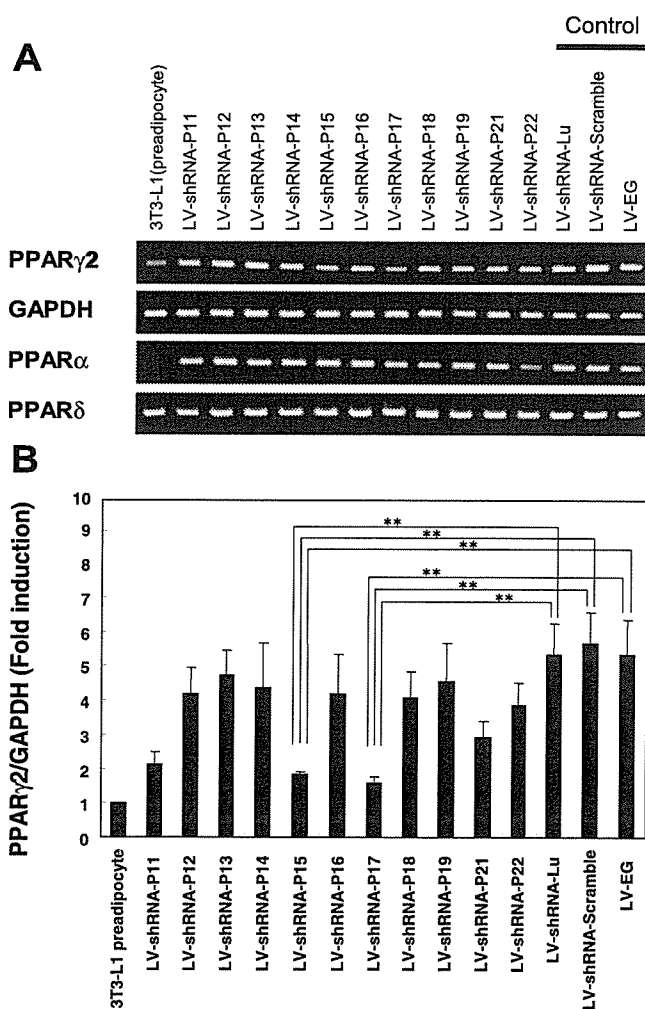 Control
A
3T3-L1(preadipocyte)
LV-shRNA-P11
LV-shRNA-P12
LV-shRNA-P13
LV-shRNA-P14
LV-shRNA-P15
LV-shRNA-P16
LV-shRNA-P17
LV-shRNA-P18
LV-shRNA-P19
LV-shRNA-P21
LV-shRNA-P22
LV-shRNA-Lu
LV-shRNA-Scramble
LV-EG
PPARγ2
GAPDH
PPARα
PPARδ
B
PPARγ2/GAPDH (Fold induction)
10
9
8
7
6
5
4
3
2
1
0
**
**
**
**
**
**
3T3-L1 preadipocyte
LV-shRNA-P11
LV-shRNA-P12
LV-shRNA-P13
LV-shRNA-P14
LV-shRNA-P15
LV-shRNA-P16
LV-shRNA-P17
LV-shRNA-P18
LV-shRNA-P19
LV-shRNA-P21
LV-shRNA-P22
LV-shRNA-Lu
LV-shRNA-Scramble
LV-EG